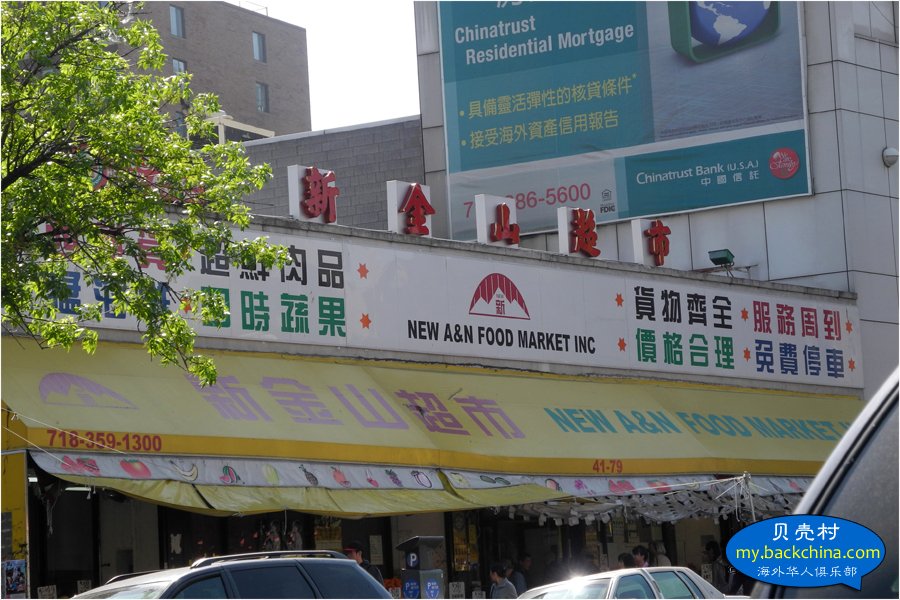 Chinatrust
Residential Mortgage
• 具備靈活彈性的核貸條件*
• 接受海外資產信用報告
Chinatrust Bank (U.S.A.)
中國信託
86-5600
FDIC
新金山超市
超鮮肉品
時蔬果
新
NEW A&N FOOD MARKET INC
貨物齊全
價格合理
服務周到
免費停車
新金山超市
NEW A&N FOOD MARKET
718-359-1300
41-79
贝壳村
my.backchina.com
海外华人俱乐部